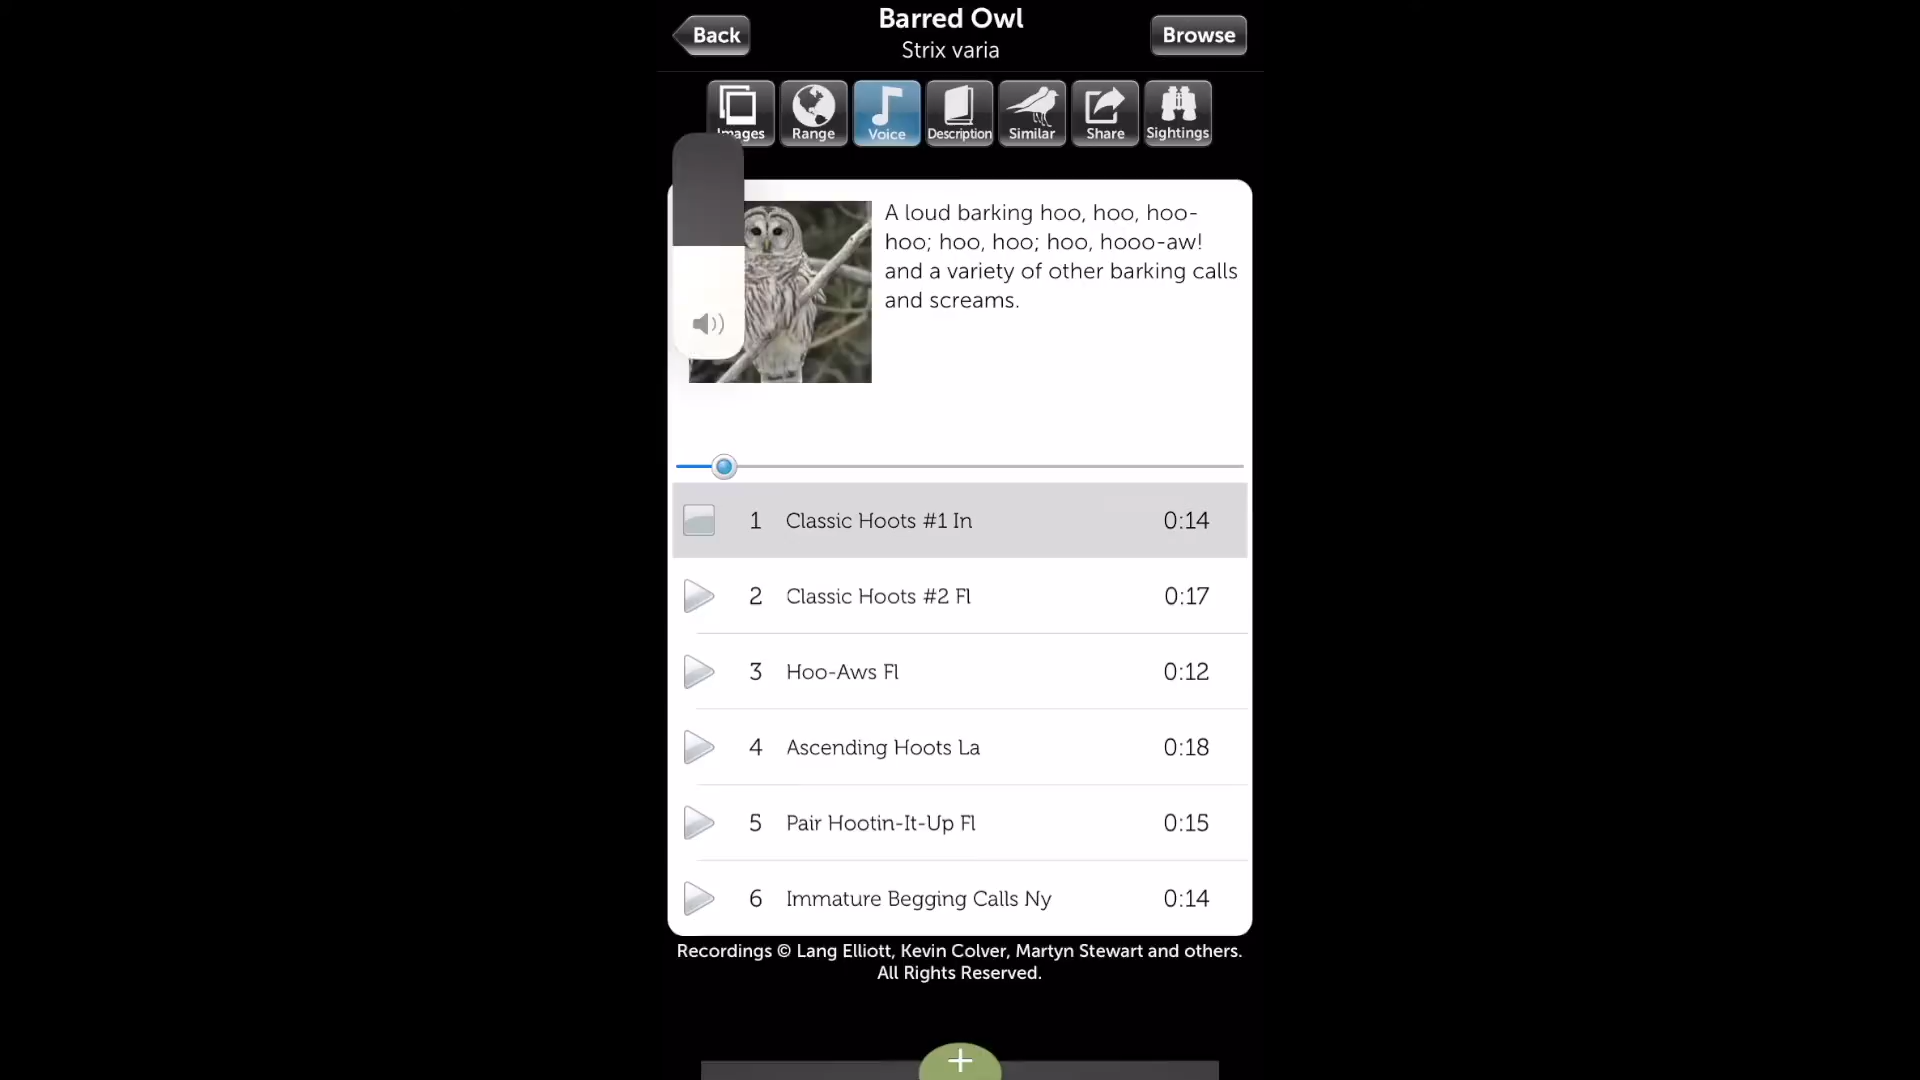 Back
Barred Owl
Strix varia
Browse
Images
Range
Voice
Description
Similar
Share
Sightings
A loud barking hoo, hoo, hoo-
hoo; hoo, hoo; hoo, hooo-aw!
and a variety of other barking calls
and screams.
1 Classic Hoots #1 In 0:14
2 Classic Hoots #2 Fl 0:17
3 Hoo-Aws Fl 0:12
4 Ascending Hoots La 0:18
5 Pair Hootin-It-Up Fl 0:15
6 Immature Begging Calls Ny 0:14
Recordings © Lang Elliott, Kevin Colver, Martyn Stewart and others.
All Rights Reserved.